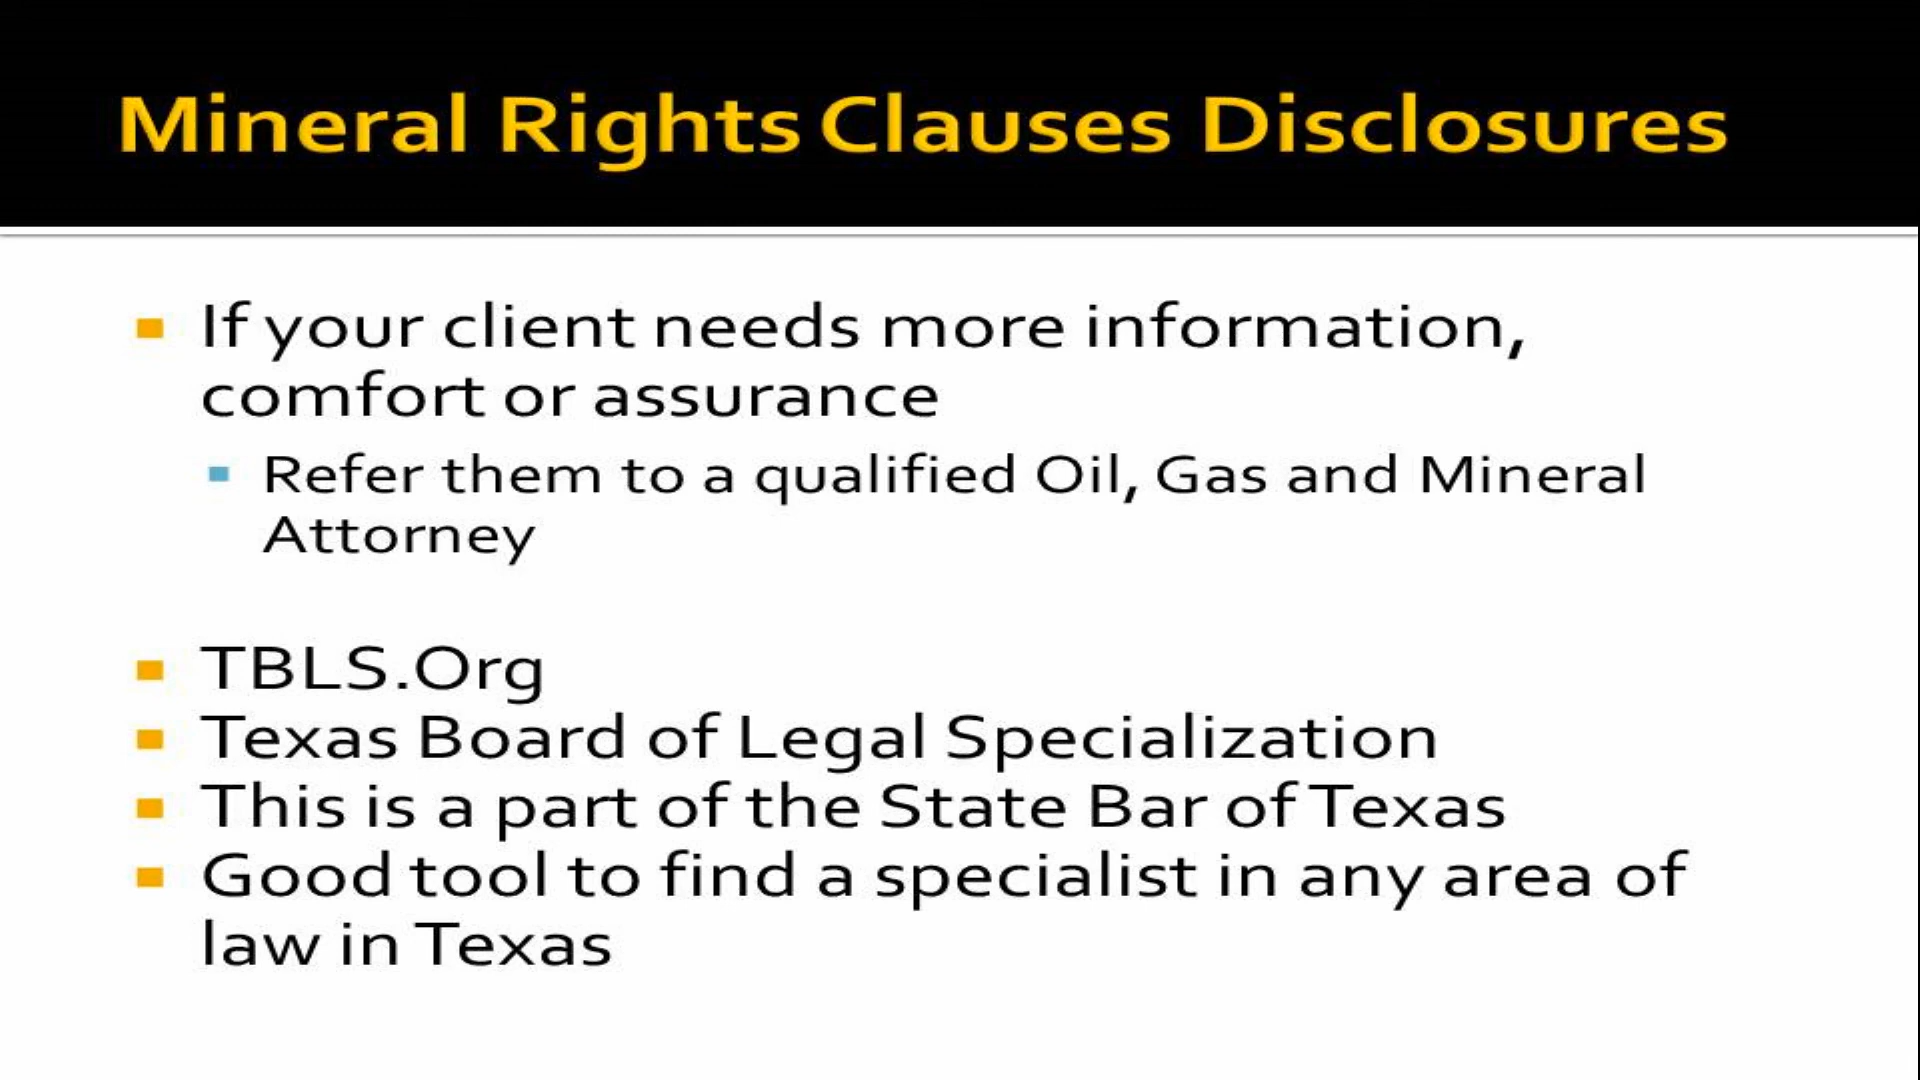 Mineral Rights Clauses Disclosures
If your client needs more information,
comfort or assurance
Refer them to a qualified Oil, Gas and Mineral
Attorney
TBLS.Org
Texas Board of Legal Specialization
This is a part of the State Bar of Texas
Good tool to find a specialist in any area of
law in Texas